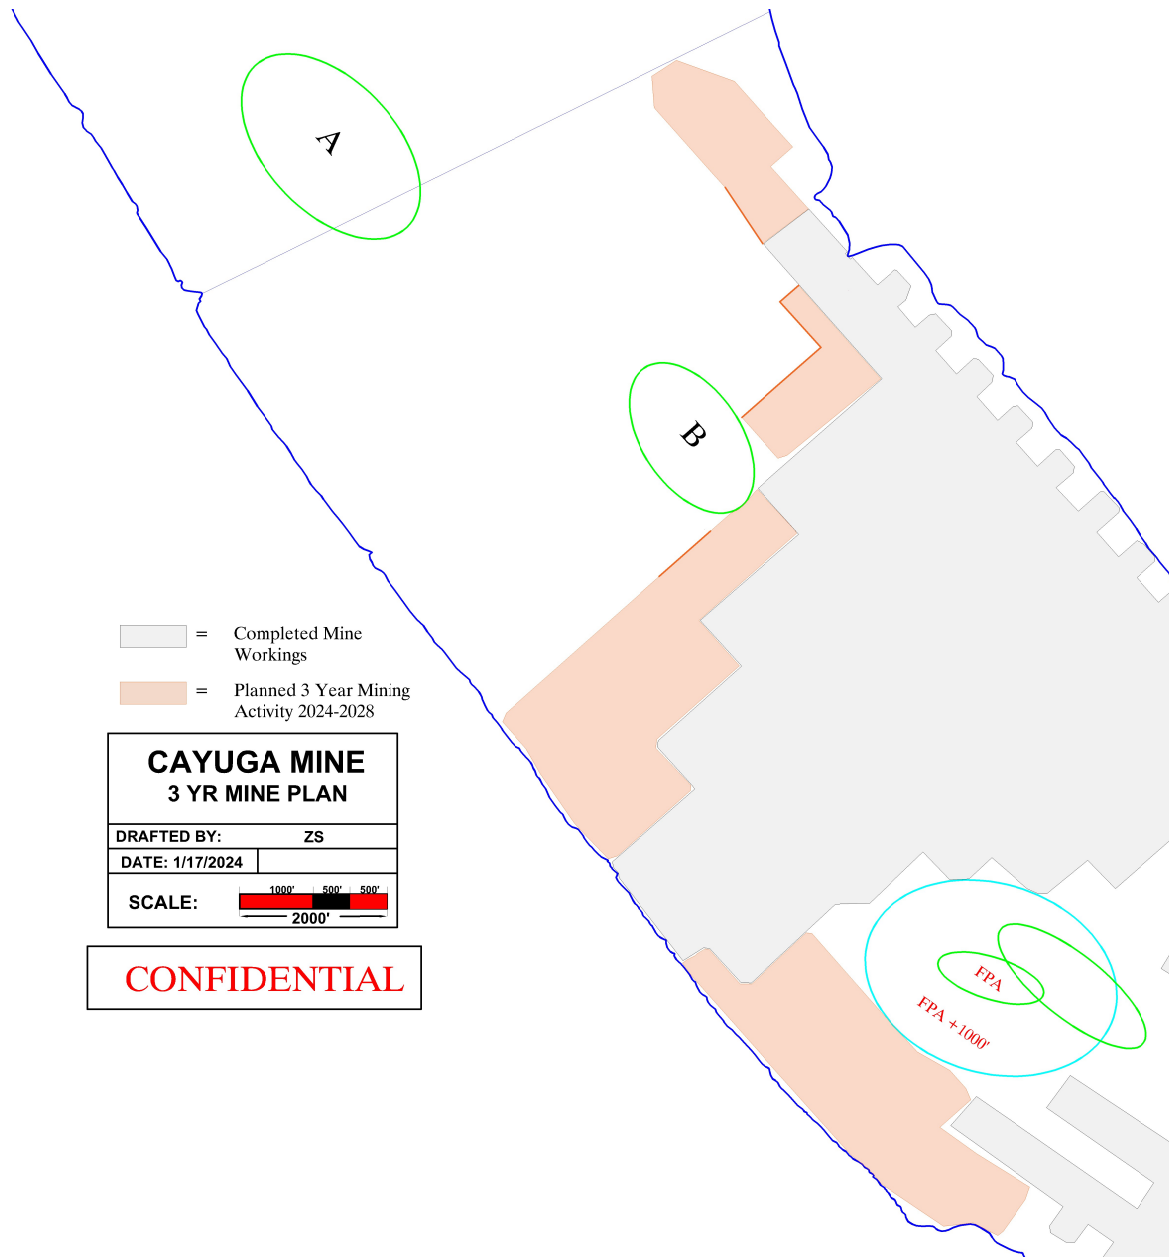 A
B
= Completed Mine
Workings
= Planned 3 Year Mining
Activity 2024-2028
CAYUGA MINE
3 YR MINE PLAN
DRAFTED BY: ZS
DATE: 1/17/2024
SCALE: 1000' 500' 500'
2000'
CONFIDENTIAL
FPA
FPA +1000'